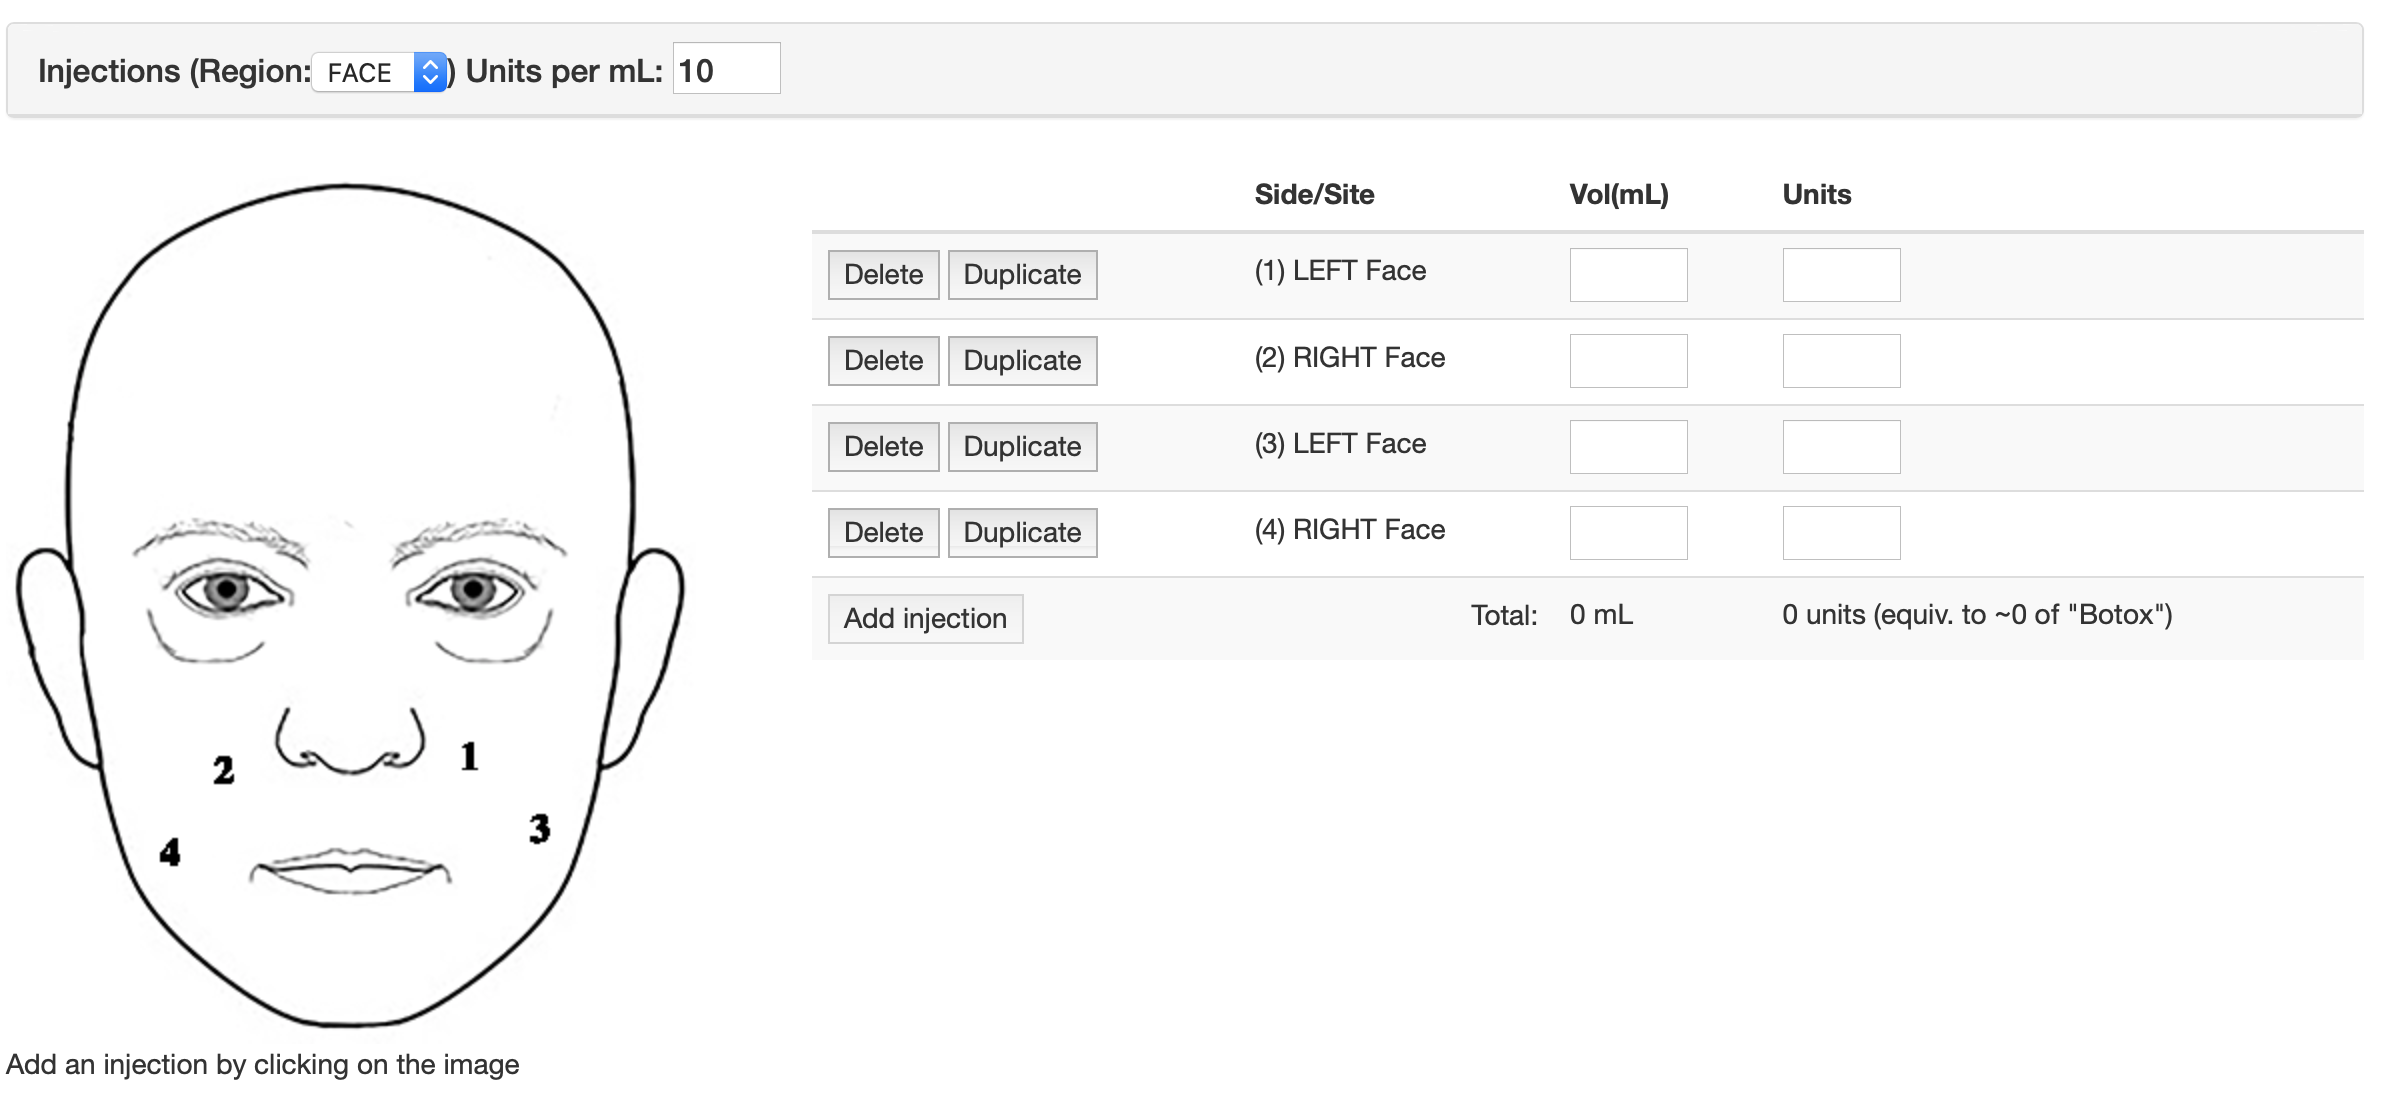 Injections (Region: FACE ) Units per mL: 10
Side/Site Vol(mL) Units
Delete Duplicate (1) LEFT Face
Delete Duplicate (2) RIGHT Face
Delete Duplicate (3) LEFT Face
Delete Duplicate (4) RIGHT Face
Add injection Total: 0 mL 0 units (equiv. to ~0 of "Botox")
2 1
4 3
Add an injection by clicking on the image